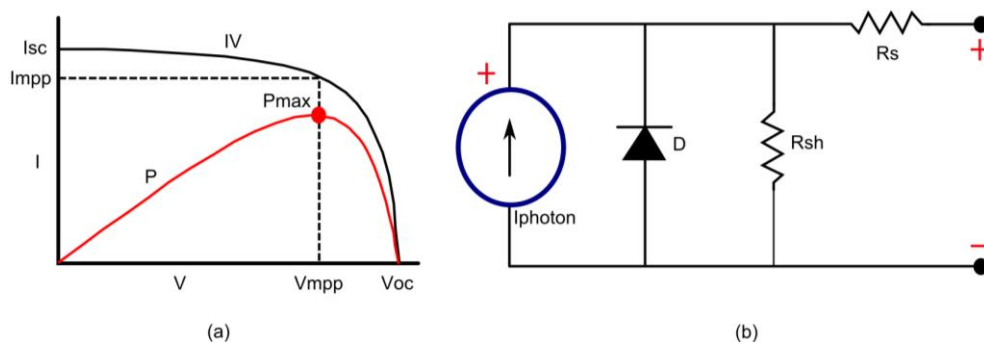 Isc
IV
Impp
Pmax
I
P
V
Vmpp
Voc
(a)
+
Iphoton
D
Rsh
Rs
+
−
(b)